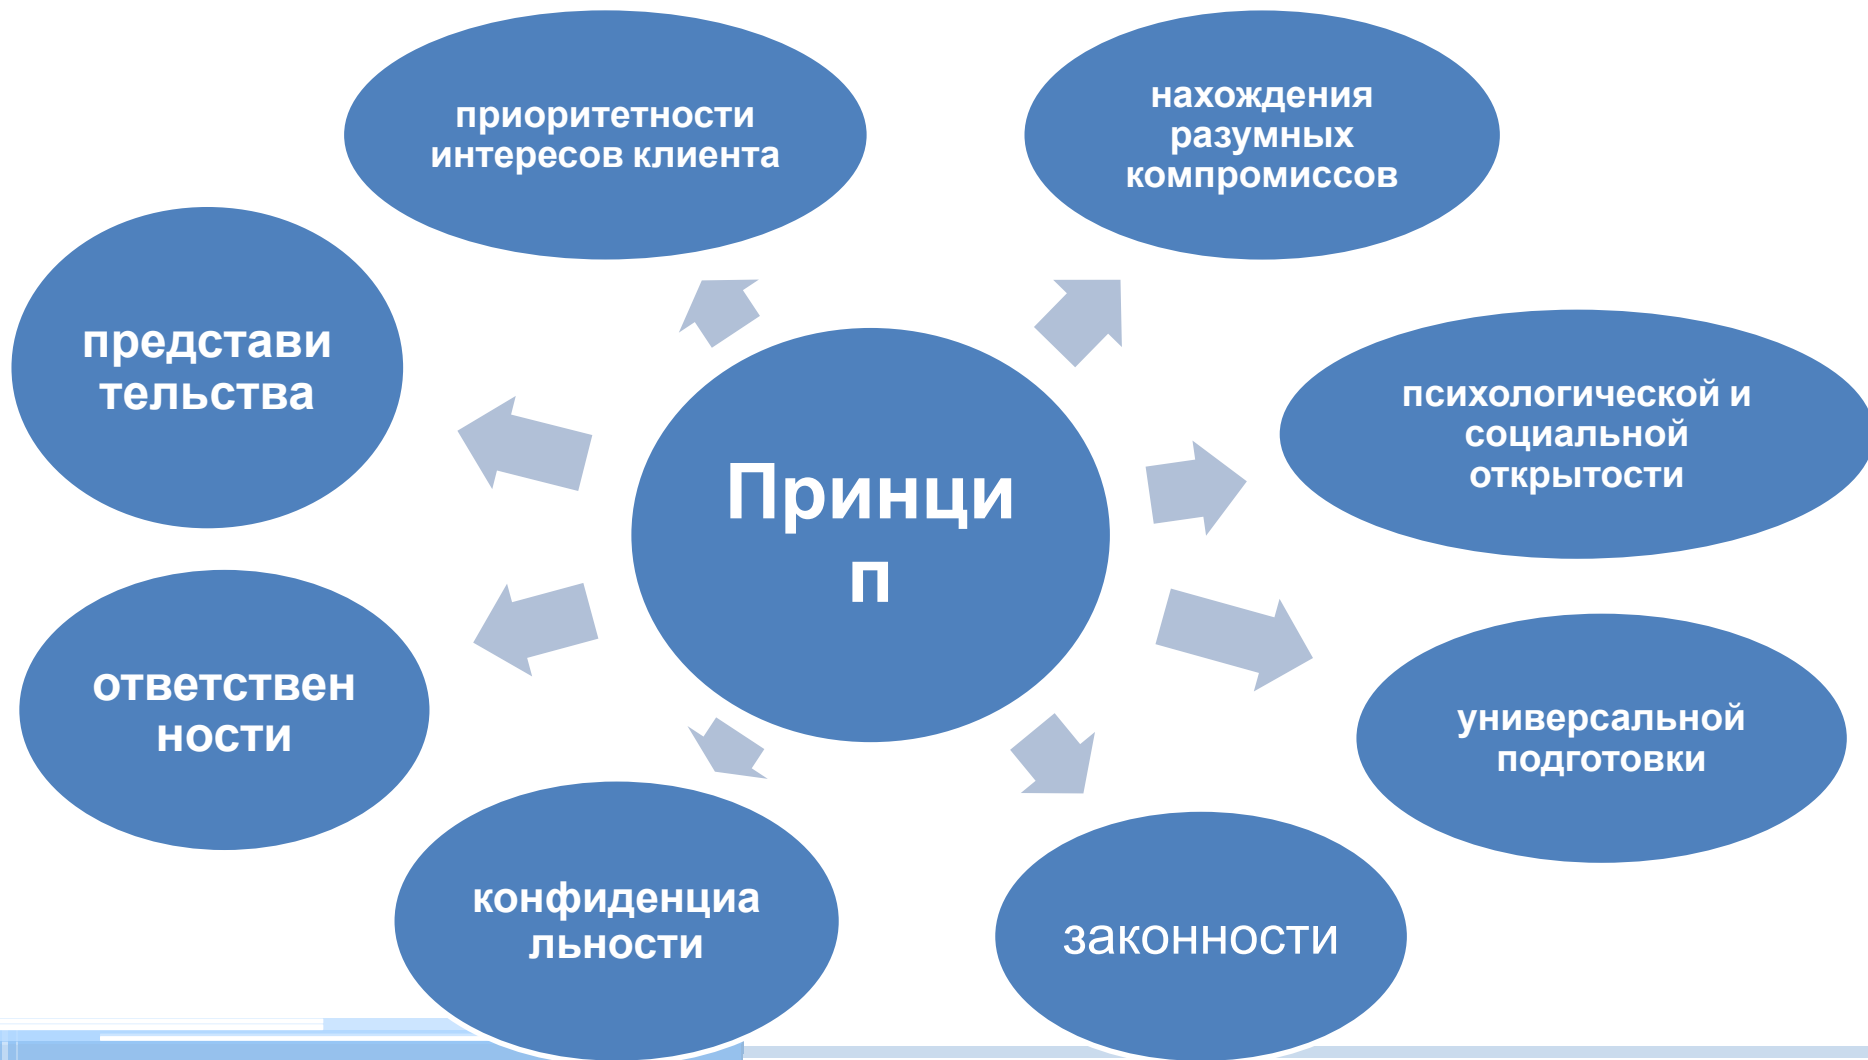 приоритетности
интересов клиента
нахождения
разумных
компромиссов
представи
тельства
психологической и
социальной
открытости
Принци
п
ответствен
ности
универсальной
подготовки
конфиденциа
льности
законности